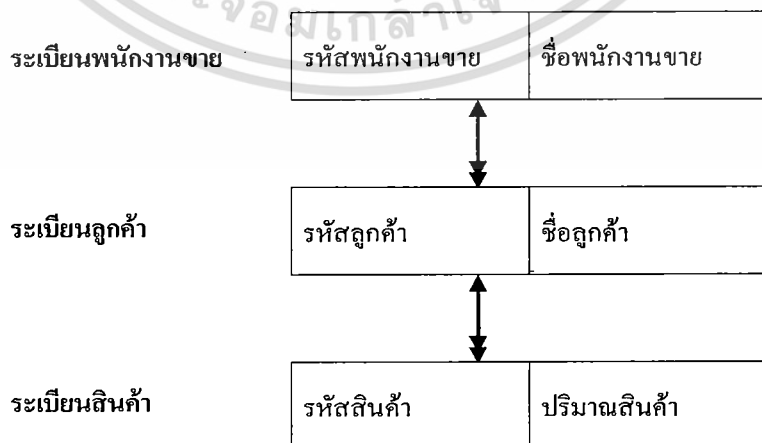 ระเบียนพนักงานขาย รหัสพนักงานขาย ชื่อพนักงานขาย
ระเบียนลูกค้า รหัสลูกค้า ชื่อลูกค้า
ระเบียนสินค้า รหัสสินค้า ปริมาณสินค้า